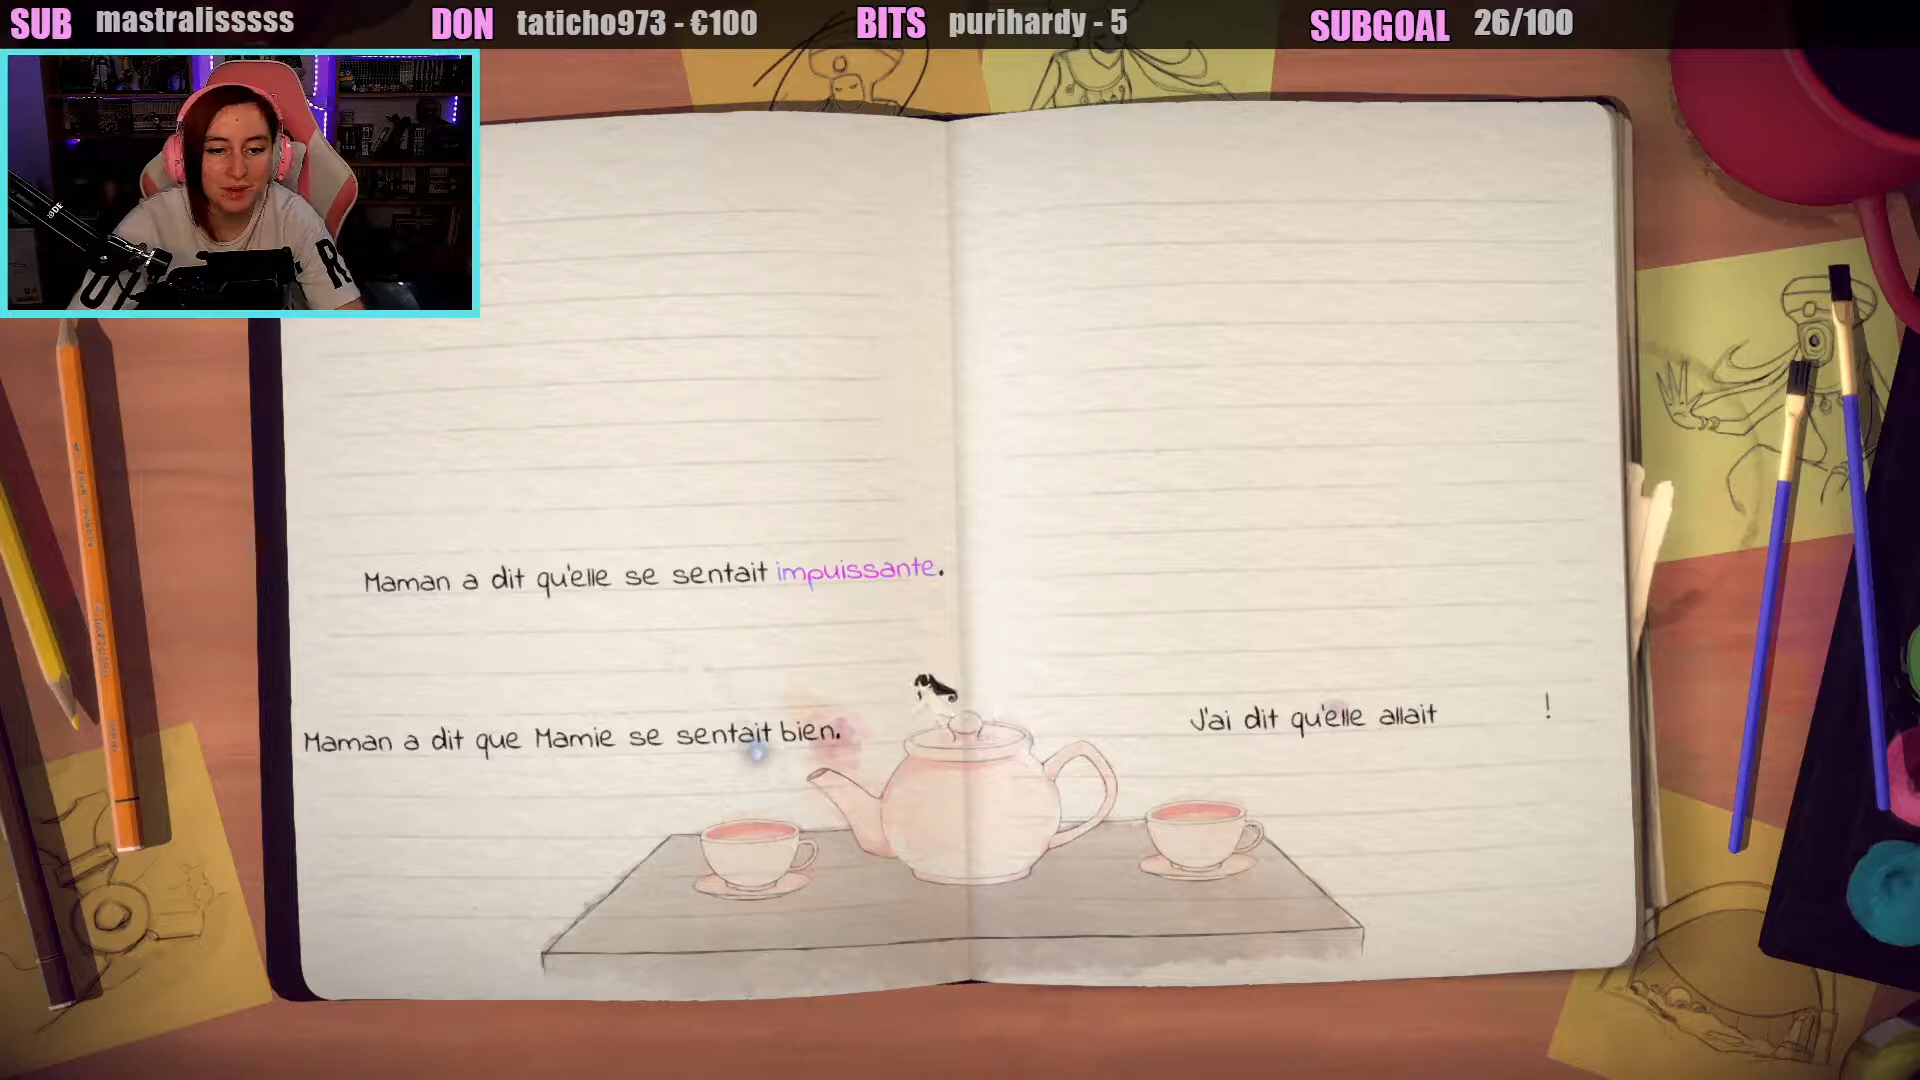 SUB mastralisssss DON taticho973 - €100 BITS purihardy - 5 SUBGOAL 26/100
Maman a dit qu'elle se sentait impuissante.
Maman a dit que Mamie se sentait bien.
J'ai dit qu'elle allait !